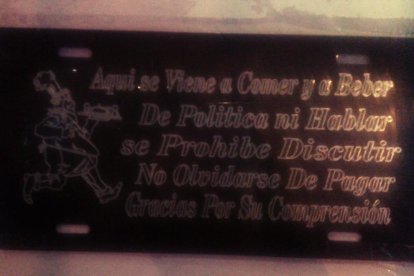 Aqui se Viene a Comer y a Beber
De Politica ni Hablar
se Prohibe Discutir
No Olvidarse De Pagar
Gracias Por Su Comprensión